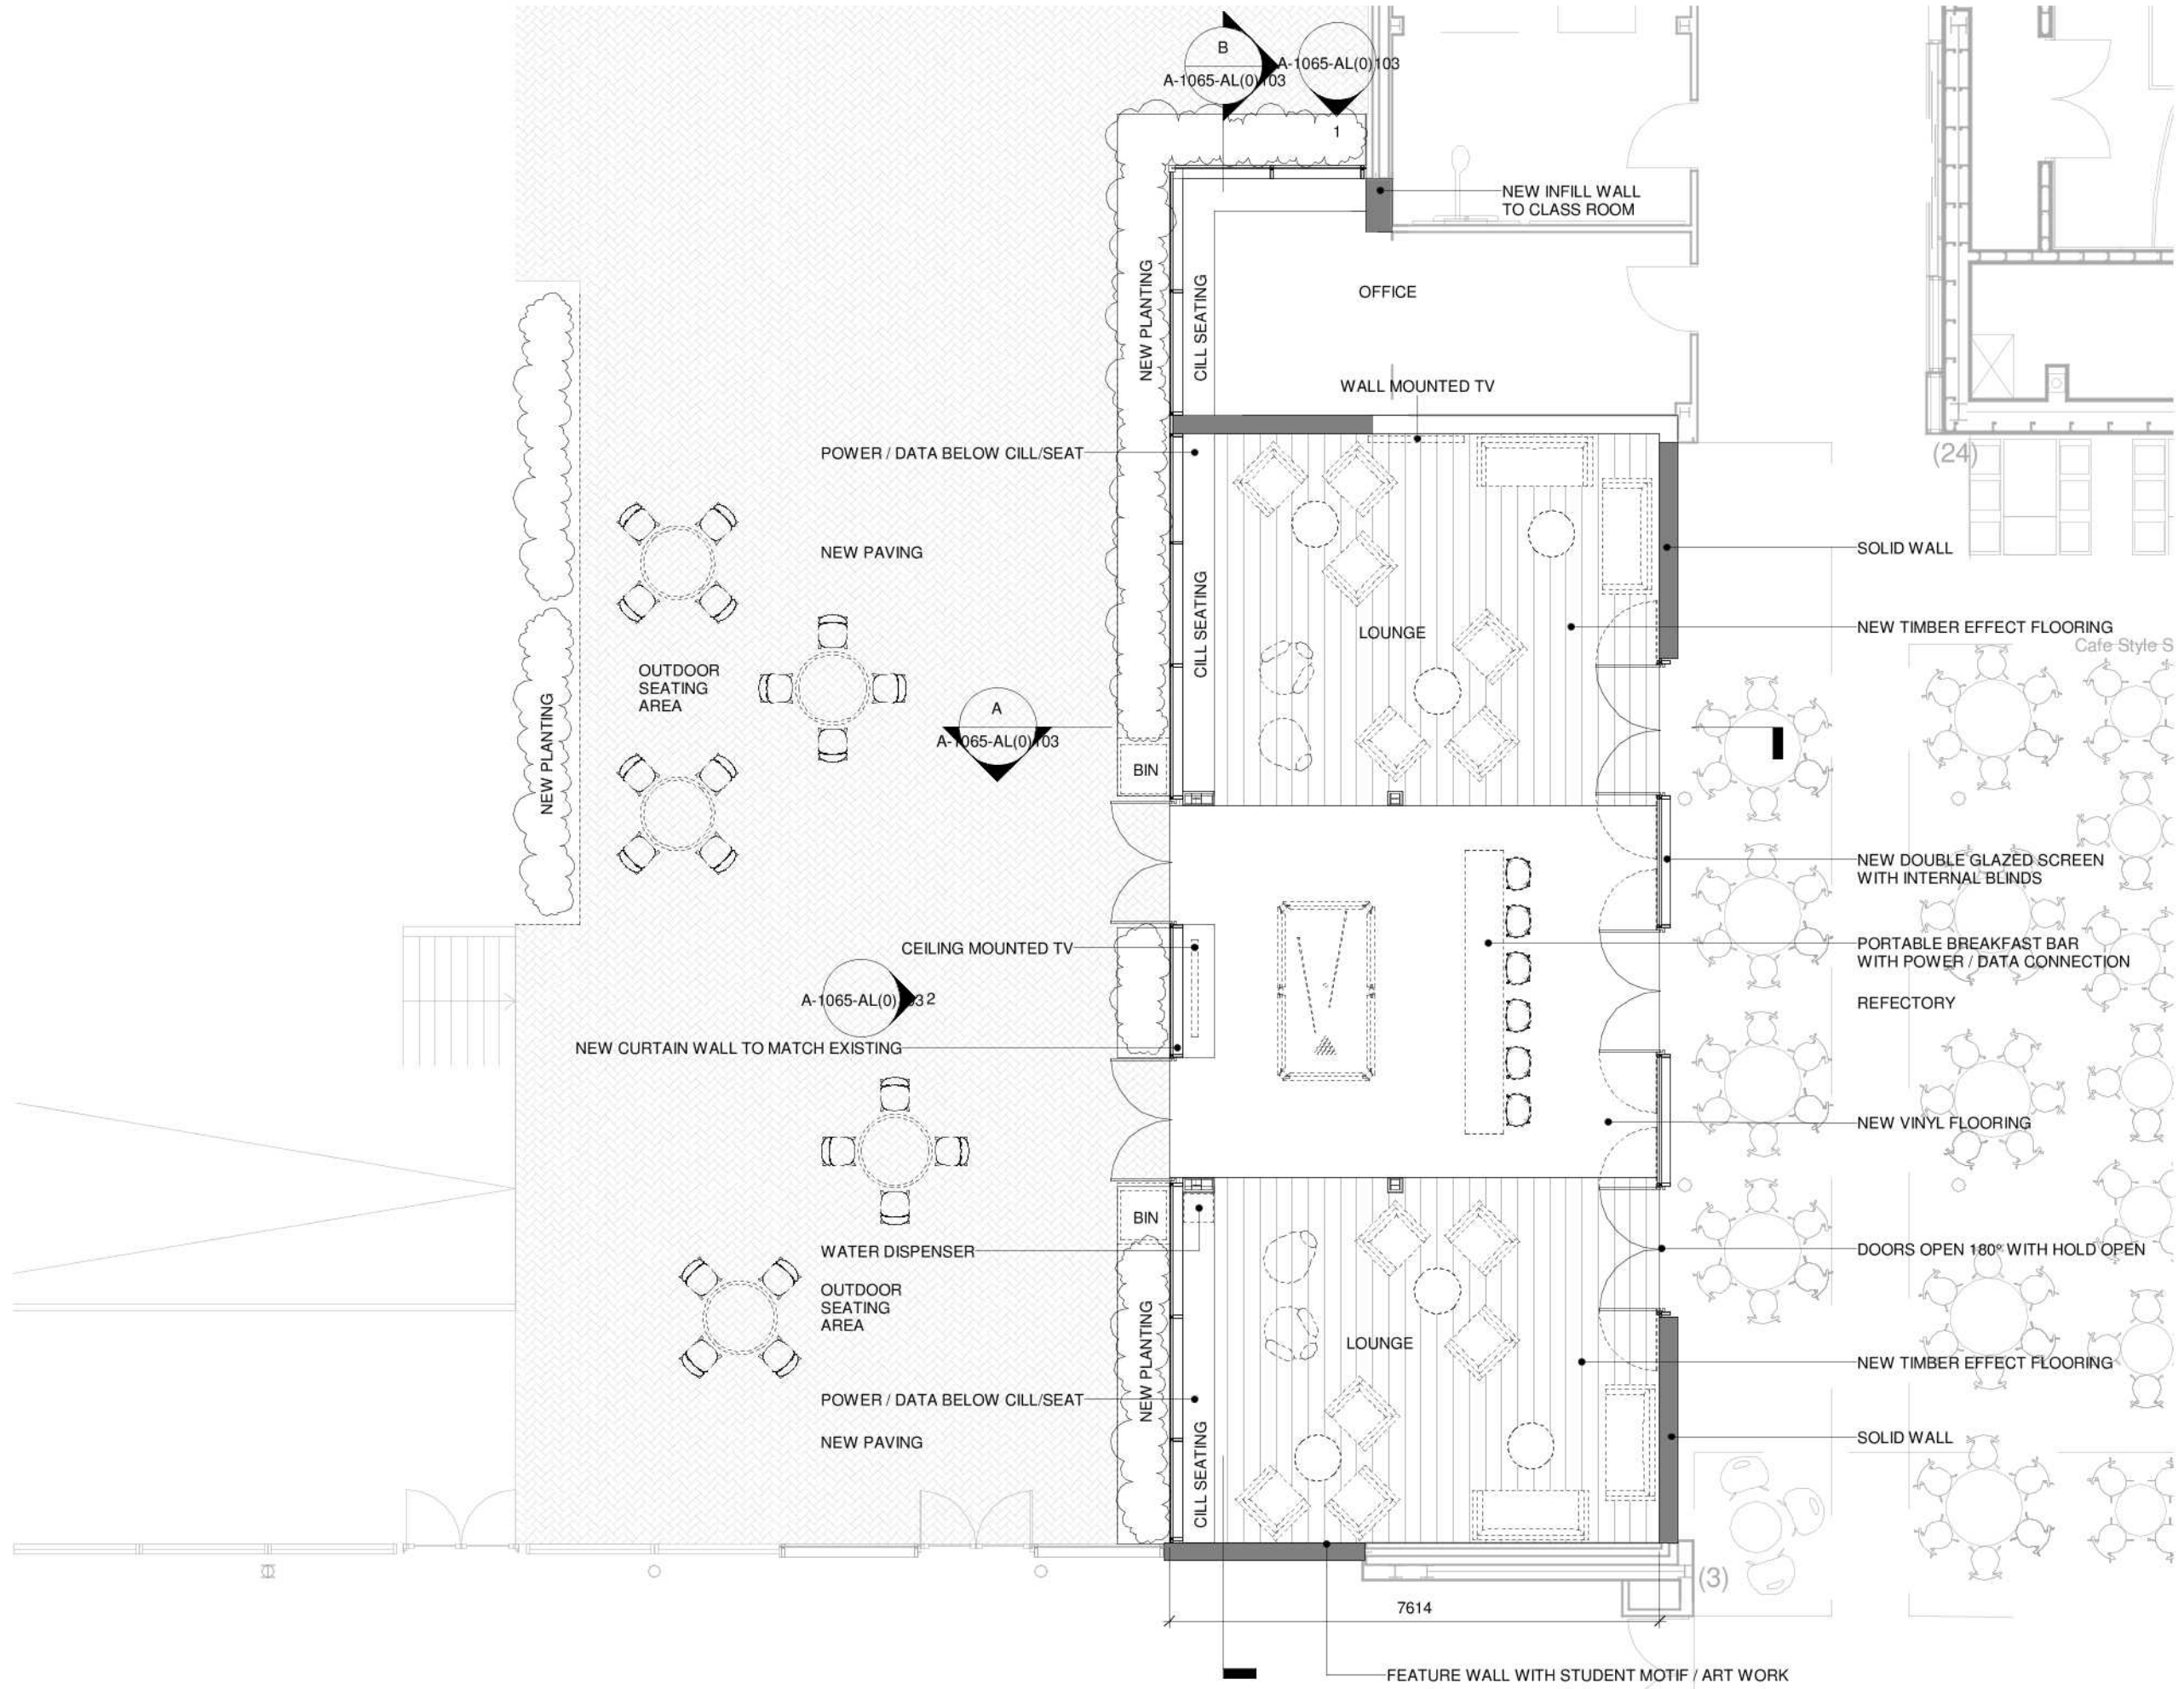 B
A-1065-AL(0)103
A-1065-AL(0)103
1
NEW INFILL WALL
TO CLASS ROOM
OFFICE
NEW PLANTING
CILL SEATING
WALL MOUNTED TV
POWER / DATA BELOW CILL/SEAT
(24)
NEW PAVING
SOLID WALL
CILL SEATING
LOUNGE
NEW TIMBER EFFECT FLOORING
Cafe Style S
OUTDOOR
SEATING
AREA
NEW PLANTING
A
A-1065-AL(0)103
BIN
NEW DOUBLE GLAZED SCREEN
WITH INTERNAL BLINDS
CEILING MOUNTED TV
PORTABLE BREAKFAST BAR
WITH POWER / DATA CONNECTION
A-1065-AL(0)103
2
REFECTORY
NEW CURTAIN WALL TO MATCH EXISTING
NEW VINYL FLOORING
BIN
WATER DISPENSER
DOORS OPEN 180º WITH HOLD OPEN
OUTDOOR
SEATING
AREA
NEW PLANTING
LOUNGE
NEW TIMBER EFFECT FLOORING
POWER / DATA BELOW CILL/SEAT
CILL SEATING
NEW PAVING
SOLID WALL
(3)
7614
FEATURE WALL WITH STUDENT MOTIF / ART WORK